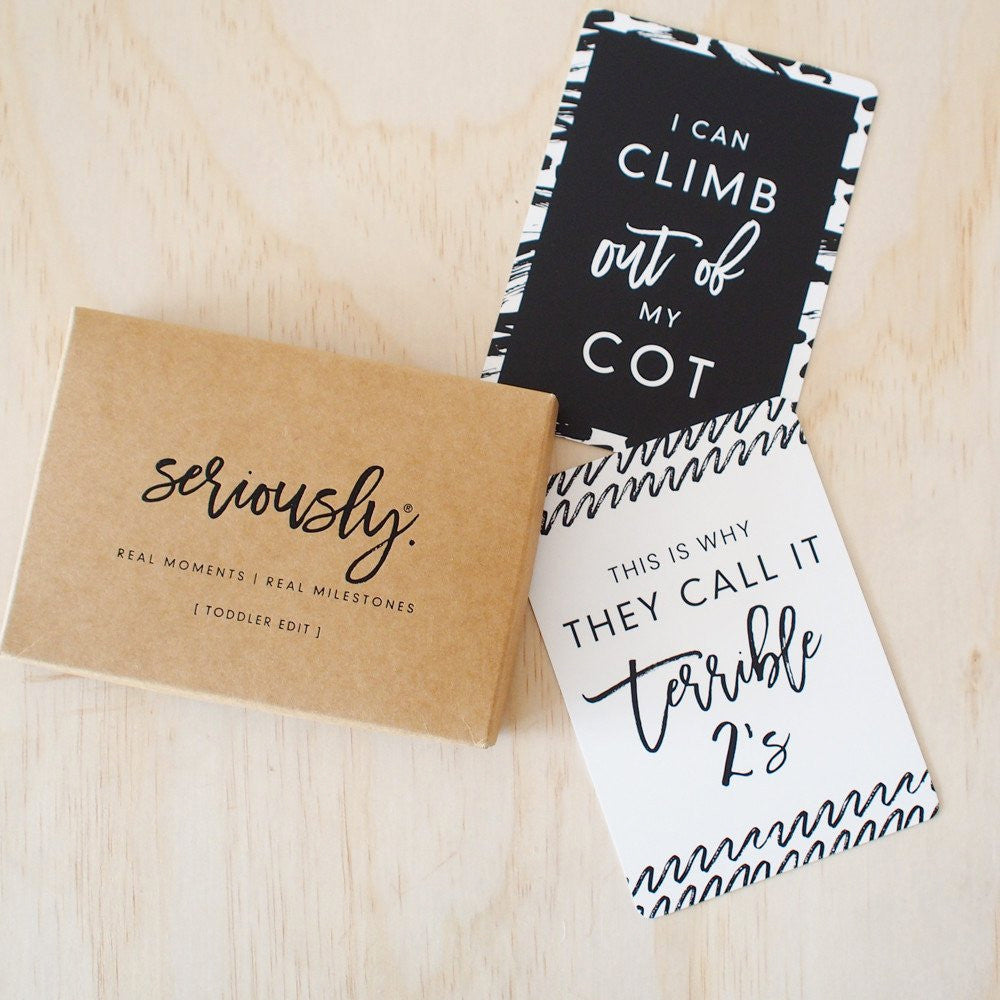 seriously.®
REAL MOMENTS | REAL MILESTONES
[ TODDLER EDIT ]
I CAN
CLIMB
out of
MY
COT
THIS IS WHY
THEY CALL IT
terrible
2's